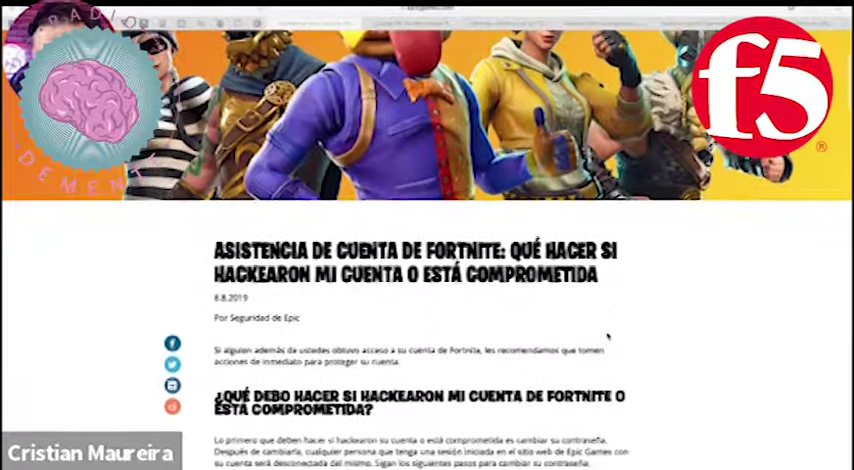 RADIO
DEMENTE
f5
®
ASISTENCIA DE CUENTA DE FORTNITE: QUÉ HACER SI
HACKEARON MI CUENTA O ESTÁ COMPROMETIDA
8.8.2019
Por Seguridad de Epic
Si alguien además de ustedes obtuvo acceso a su cuenta de Fortnite, les recomendamos que tomen
acciones de inmediato para proteger su cuenta.
¿QUÉ DEBO HACER SI HACKEARON MI CUENTA DE FORTNITE O
ESTÁ COMPROMETIDA?
Lo primero que deben hacer si hackearon su cuenta o está comprometida es cambiar su contraseña.
Después de cambiarla, cualquier persona que tenga una sesión iniciada en el sitio web de Epic Games con
su cuenta será desconectada del mismo. Sigan los siguientes pasos para cambiar su contraseña.
Cristian Maureira